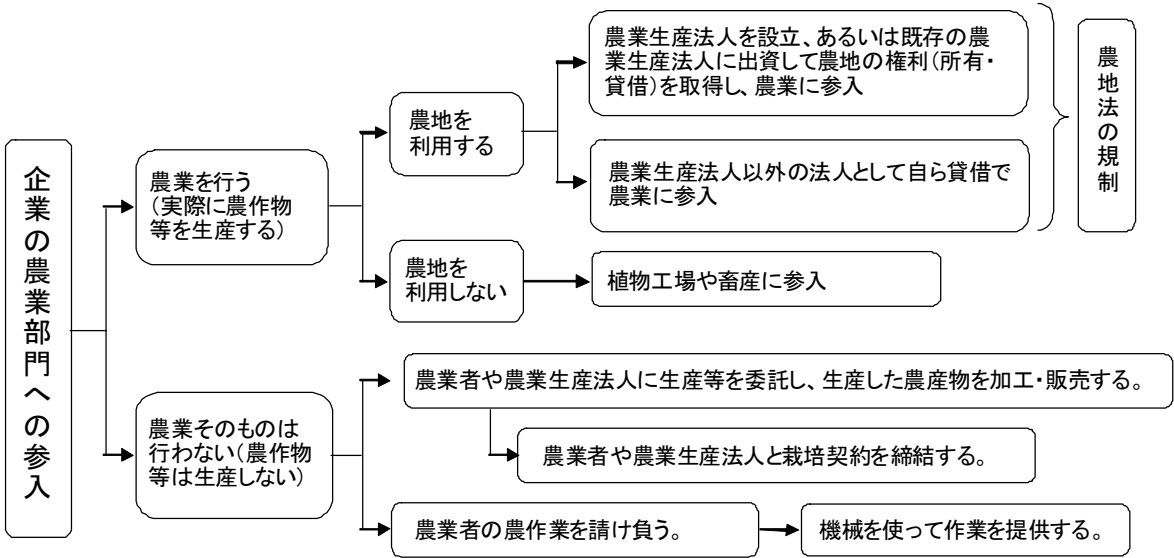 企業の農業部門への参入
農業を行う
（実際に農作物
等を生産する）
農地を
利用する
農業生産法人を設立、あるいは既存の農
業生産法人に出資して農地の権利（所有・
貸借）を取得し、農業に参入
農業生産法人以外の法人として自ら貸借で
農業に参入
農地法の規制
農地を
利用しない
植物工場や畜産に参入
農業そのものは
行わない（農作物
等は生産しない）
農業者や農業生産法人に生産等を委託し、生産した農産物を加工・販売する。
農業者や農業生産法人と栽培契約を締結する。
農業者の農作業を請け負う。
機械を使って作業を提供する。